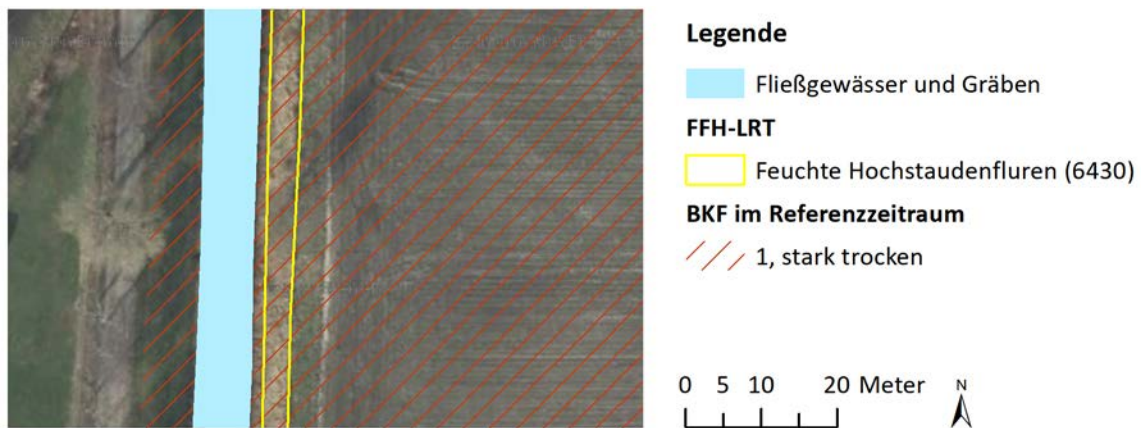 Legende
Fließgewässer und Gräben
FFH-LRT
Feuchte Hochstaudenfluren (6430)
BKF im Referenzzeitraum
1, stark trocken
0 5 10 20 Meter
N